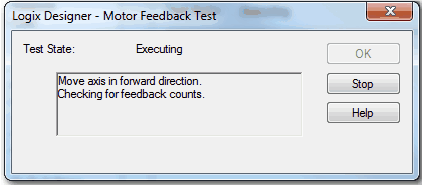 Logix Designer - Motor Feedback Test
Test State: Executing
OK
Move axis in forward direction.
Checking for feedback counts.
Stop
Help